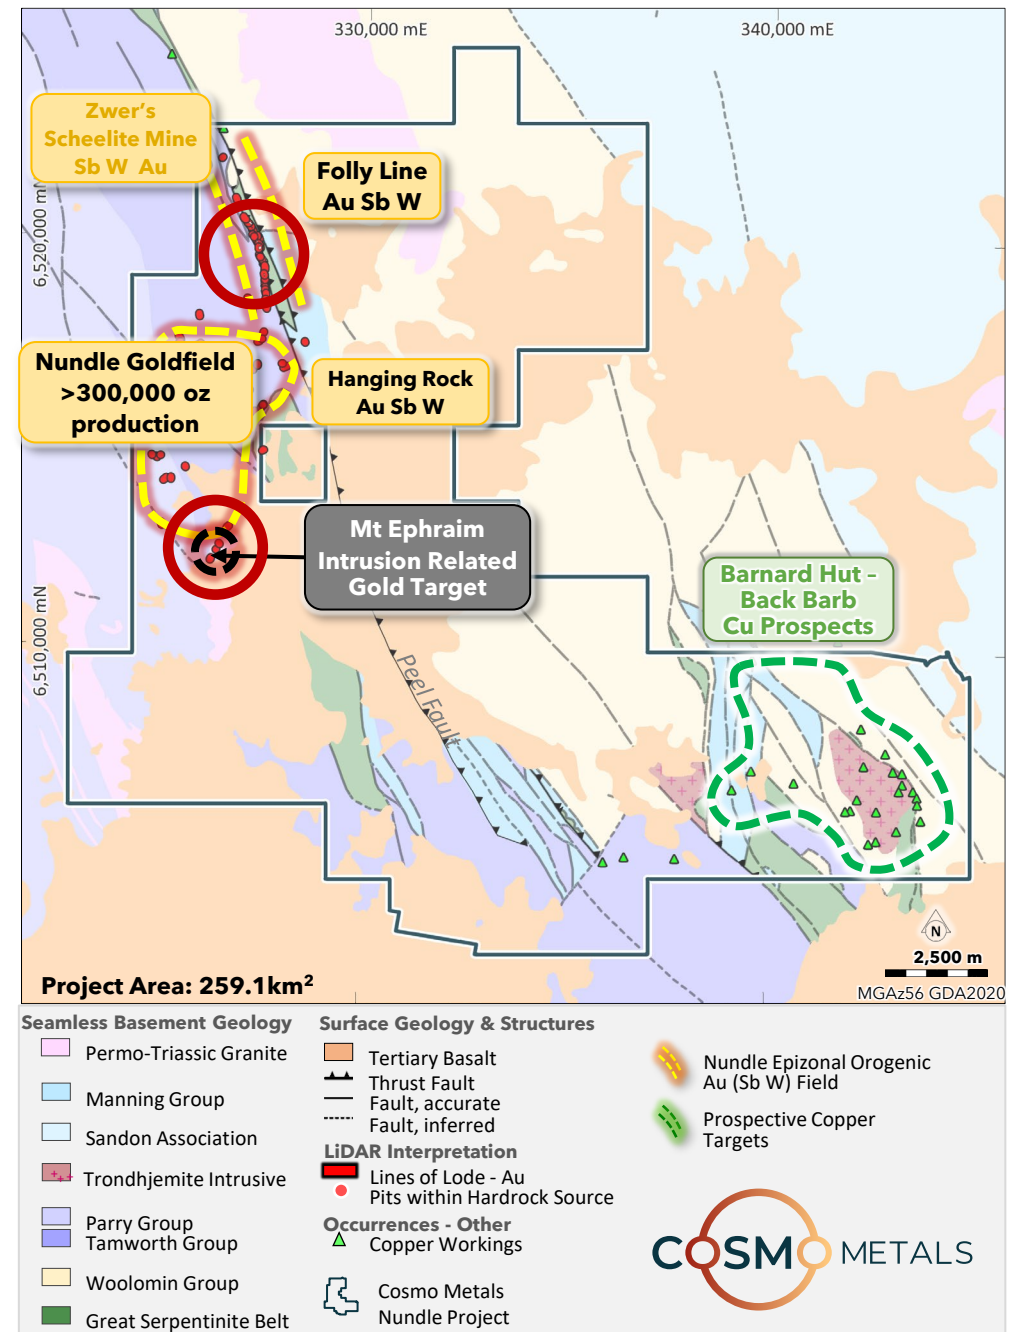 330,000 mE
340,000 mE
Zwer's
Scheelite Mine
Sb W Au
Folly Line
Au Sb W
6,520,000 mN
Nundle Goldfield
>300,000 oz
production
Hanging Rock
Au Sb W
Mt Ephraim
Intrusion Related
Gold Target
Barnard Hut –
Back Barb
Cu Prospects
6,510,000 mN
Peel Fault
N
2,500 m
MGAz56 GDA2020
Project Area: 259.1km²
Seamless Basement Geology
Permo-Triassic Granite
Manning Group
Sandon Association
Trondhjemite Intrusive
Parry Group
Tamworth Group
Woolomin Group
Great Serpentinite Belt
Surface Geology & Structures
Tertiary Basalt
Thrust Fault
Fault, accurate
Fault, inferred
LiDAR Interpretation
Lines of Lode - Au
Pits within Hardrock Source
Occurrences - Other
Copper Workings
Cosmo Metals
Nundle Project
Nundle Epizonal Orogenic
Au (Sb W) Field
Prospective Copper
Targets
COSMO METALS